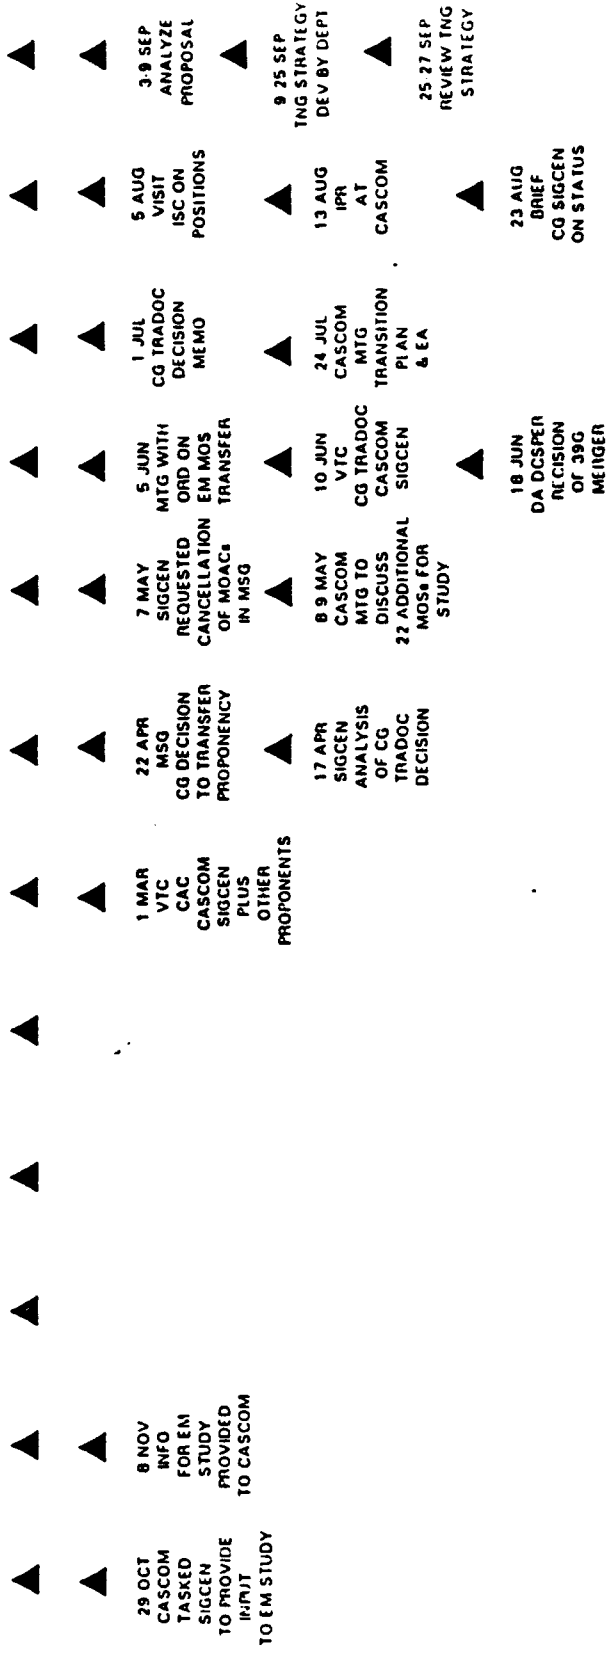 29 OCT
CASCOM
TASKED
SIGCEN
TO PROVIDE
INPUT
TO EM STUDY
8 NOV
INFO
FOR EM
STUDY
PROVIDED
TO CASCOM
1 MAR
VTC
CAC
CASCOM
SIGCEN
PLUS
OTHER
PROPONENTS
22 APR
MSG
CG DECISION
TO TRANSFER
PROPONENCY
17 APR
SIGCEN
ANALYSIS
OF CG
TRADOC
DECISION
7 MAY
SIGCEN
REQUESTED
CANCELLATION
OF MOACs
IN MSG
8 9 MAY
CASCOM
MTG TO
DISCUSS
22 ADDITIONAL
MOSs FOR
STUDY
5 JUN
MTG WITH
ORD ON
EM MOS
TRANSFER
10 JUN
VTC
CG TRADOC
CASCOM
SIGCEN
18 JUN
DA DCSPER
RECISION
OF 39G
MERGER
1 JUL
CG TRADOC
DECISION
MEMO
24 JUL
CASCOM
MTG
TRANSITION
PLAN
& EA
5 AUG
VISIT
ISC ON
POSITIONS
13 AUG
IPR
AT
CASCOM
23 AUG
BRIEF
CG SIGCEN
ON STATUS
3-9 SEP
ANALYZE
PROPOSAL
9 25 SEP
TNG STRATEGY
DEV BY DEPT
25-27 SEP
REVIEW TNG
STRATEGY